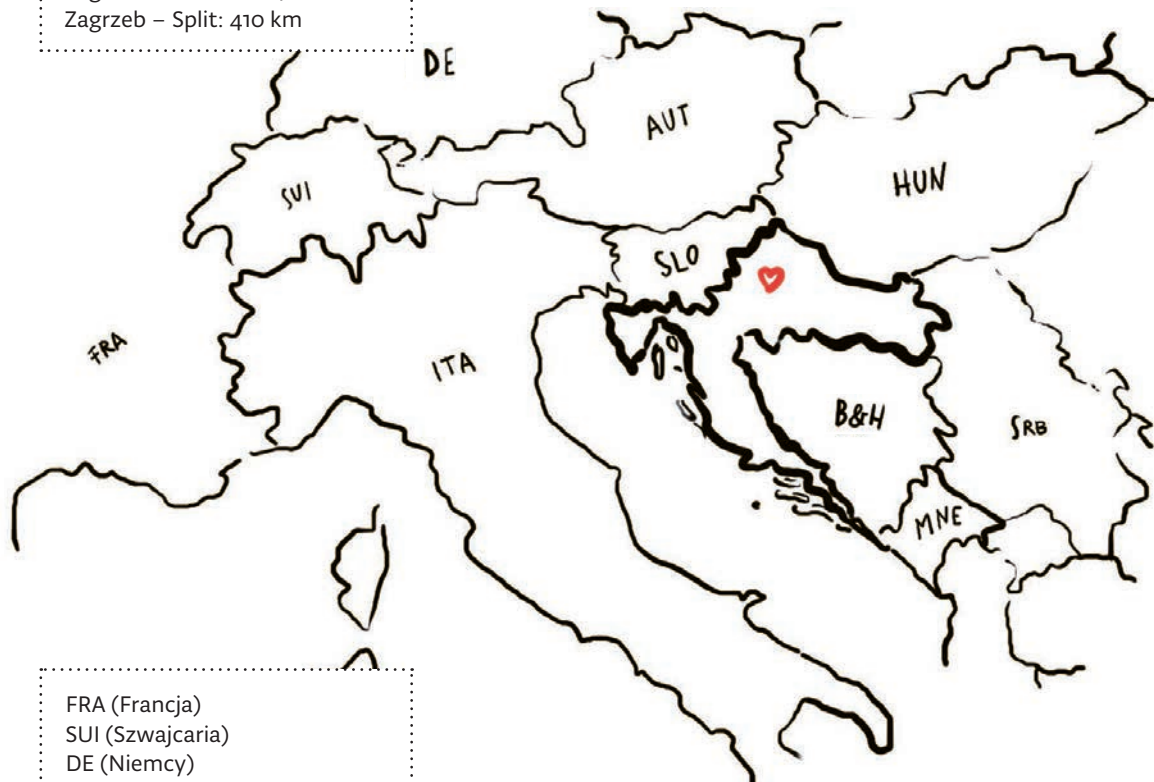 Zagrzeb – Split: 410 km
DE
AUT
HUN
SUI
SLO
FRA
ITA
B&H
SRB
MNE
FRA (Francja)
SUI (Szwajcaria)
DE (Niemcy)